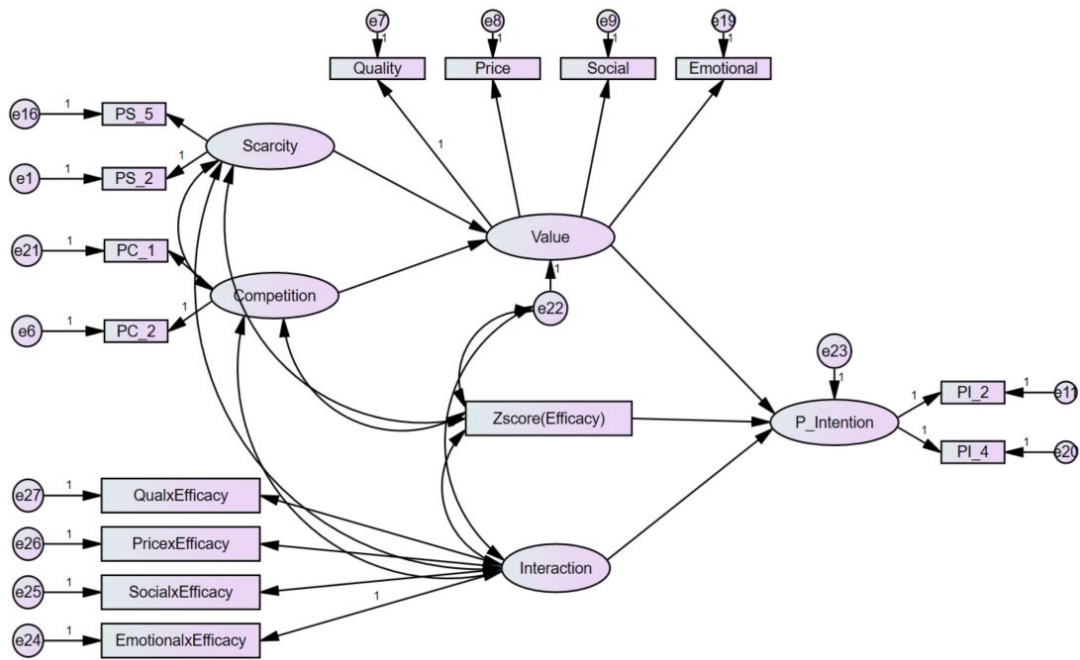 e7
e8
e9
e19
1
1
1
1
Quality
Price
Social
Emotional
e16
1
PS_5
Scarcity
1
1
e1
1
PS_2
e21
1
PC_1
Value
1
Competition
1
e22
e6
1
PC_2
e23
1
1
PI_2
1
e11
Zscore(Efficacy)
P_Intention
1
PI_4
1
e20
e27
1
QualxEfficacy
e26
1
PricexEfficacy
Interaction
e25
1
SocialxEfficacy
1
e24
1
EmotionalxEfficacy